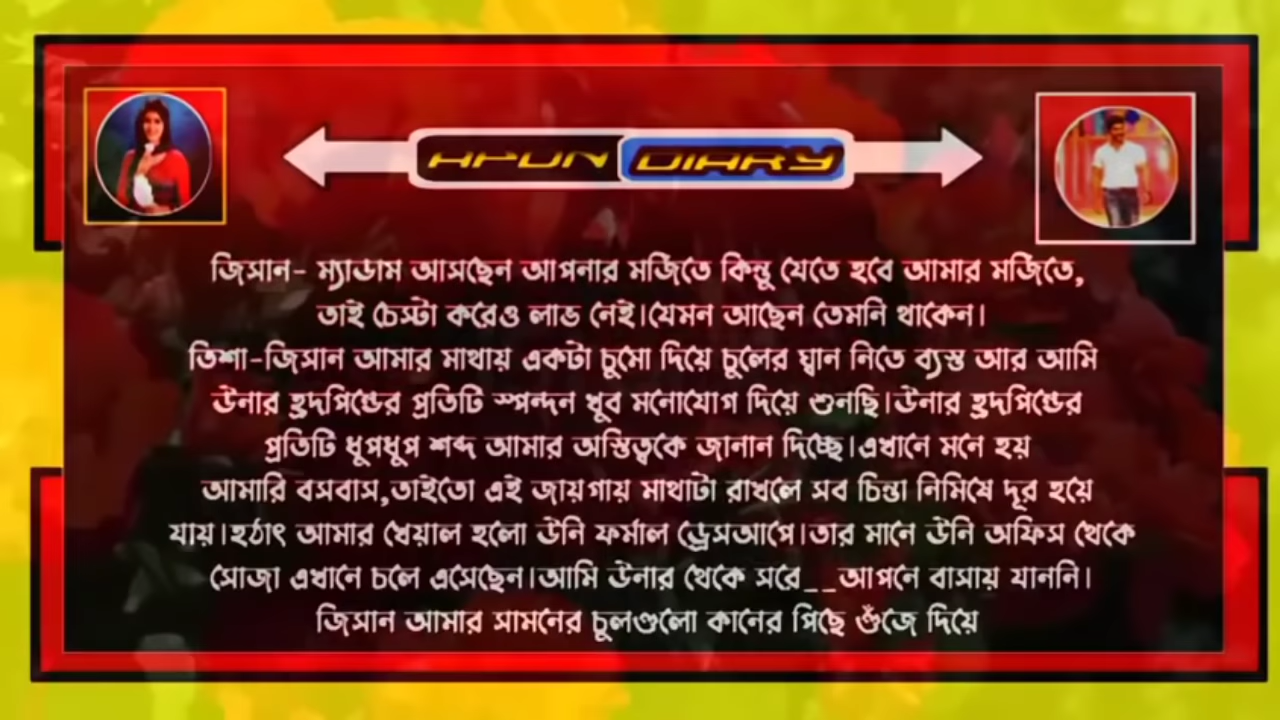 APUN DIARY
জিসান- ম্যাডাম আসছেন আপনার মর্জিতে কিন্তু যেতে হবে আমার মর্জিতে,
তাই চেস্টা করেও লাভ নেই।যেমন আছেন তেমনি থাকেন।
তিশা-জিসান আমার মাথায় একটা চুমো দিয়ে চুলের ঘ্রান নিতে ব্যস্ত আর আমি
উনার হ্রদপিন্ডের প্রতিটি স্পন্দন খুব মনোযোগ দিয়ে শুনছি।উনার হ্রদপিন্ডের
প্রতিটি ধুপধুপ শব্দ আমার অস্তিত্বকে জানান দিচ্ছে।এখানে মনে হয়
আমারি বসবাস,তাইতো এই জায়গায় মাথাটা রাখলে সব চিন্তা নিমিষে দূর হয়ে
যায়।হঠাৎ আমার খেয়াল হলো উনি ফর্মাল ড্রেসআপে।তার মানে উনি অফিস থেকে
সোজা এখানে চলে এসেছেন।আমি উনার থেকে সরে__আপনে বাসায় যাননি।
জিসান আমার সামনের চুলগুলো কানের পিছে গুঁজে দিয়ে